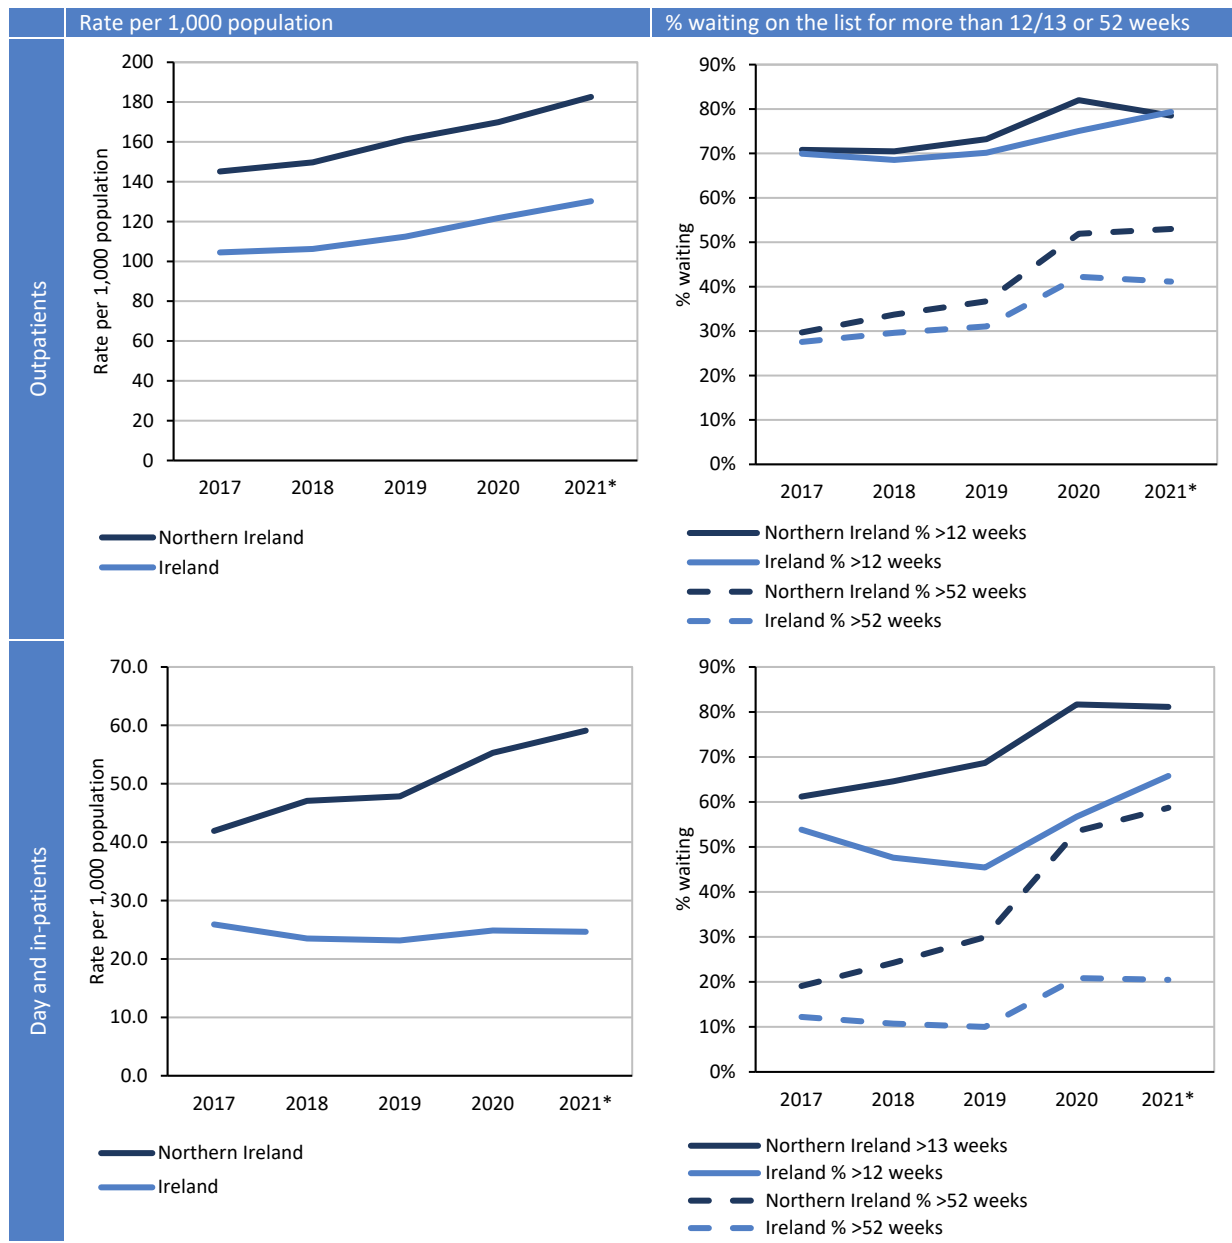 Rate per 1,000 population
% waiting on the list for more than 12/13 or 52 weeks
Outpatients
Rate per 1,000 population
200
180
160
140
120
100
80
60
40
20
0
2017 2018 2019 2020 2021*
Northern Ireland
Ireland
% waiting
90%
80%
70%
60%
50%
40%
30%
20%
10%
0%
2017 2018 2019 2020 2021*
Northern Ireland % >12 weeks
Ireland % >12 weeks
Northern Ireland % >52 weeks
Ireland % >52 weeks
Day and in-patients
Rate per 1,000 population
70.0
60.0
50.0
40.0
30.0
20.0
10.0
0.0
2017 2018 2019 2020 2021*
Northern Ireland
Ireland
% waiting
90%
80%
70%
60%
50%
40%
30%
20%
10%
0%
2017 2018 2019 2020 2021*
Northern Ireland >13 weeks
Ireland % >12 weeks
Northern Ireland % >52 weeks
Ireland % >52 weeks